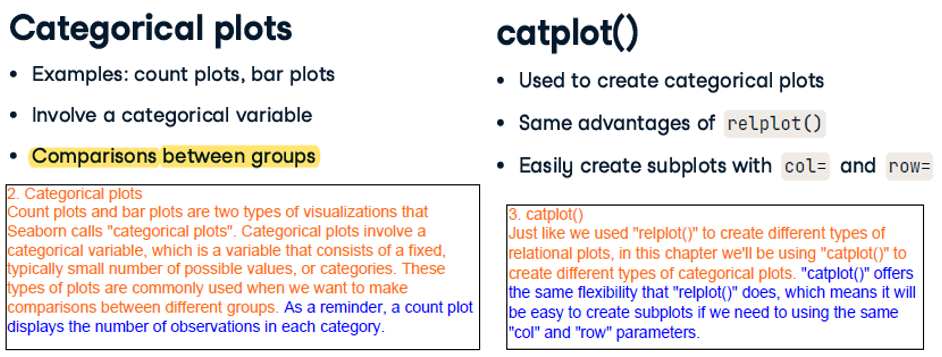 Categorical plots
• Examples: count plots, bar plots
• Involve a categorical variable
• Comparisons between groups
2. Categorical plots
Count plots and bar plots are two types of visualizations that
Seaborn calls "categorical plots". Categorical plots involve a
categorical variable, which is a variable that consists of a fixed,
typically small number of possible values, or categories. These
types of plots are commonly used when we want to make
comparisons between different groups. As a reminder, a count plot
displays the number of observations in each category.
catplot()
• Used to create categorical plots
• Same advantages of relplot()
• Easily create subplots with col= and row=
3. catplot()
Just like we used "relplot()" to create different types of
relational plots, in this chapter we'll be using "catplot()" to
create different types of categorical plots. "catplot()" offers
the same flexibility that "relplot()" does, which means it will
be easy to create subplots if we need to using the same
"col" and "row" parameters.